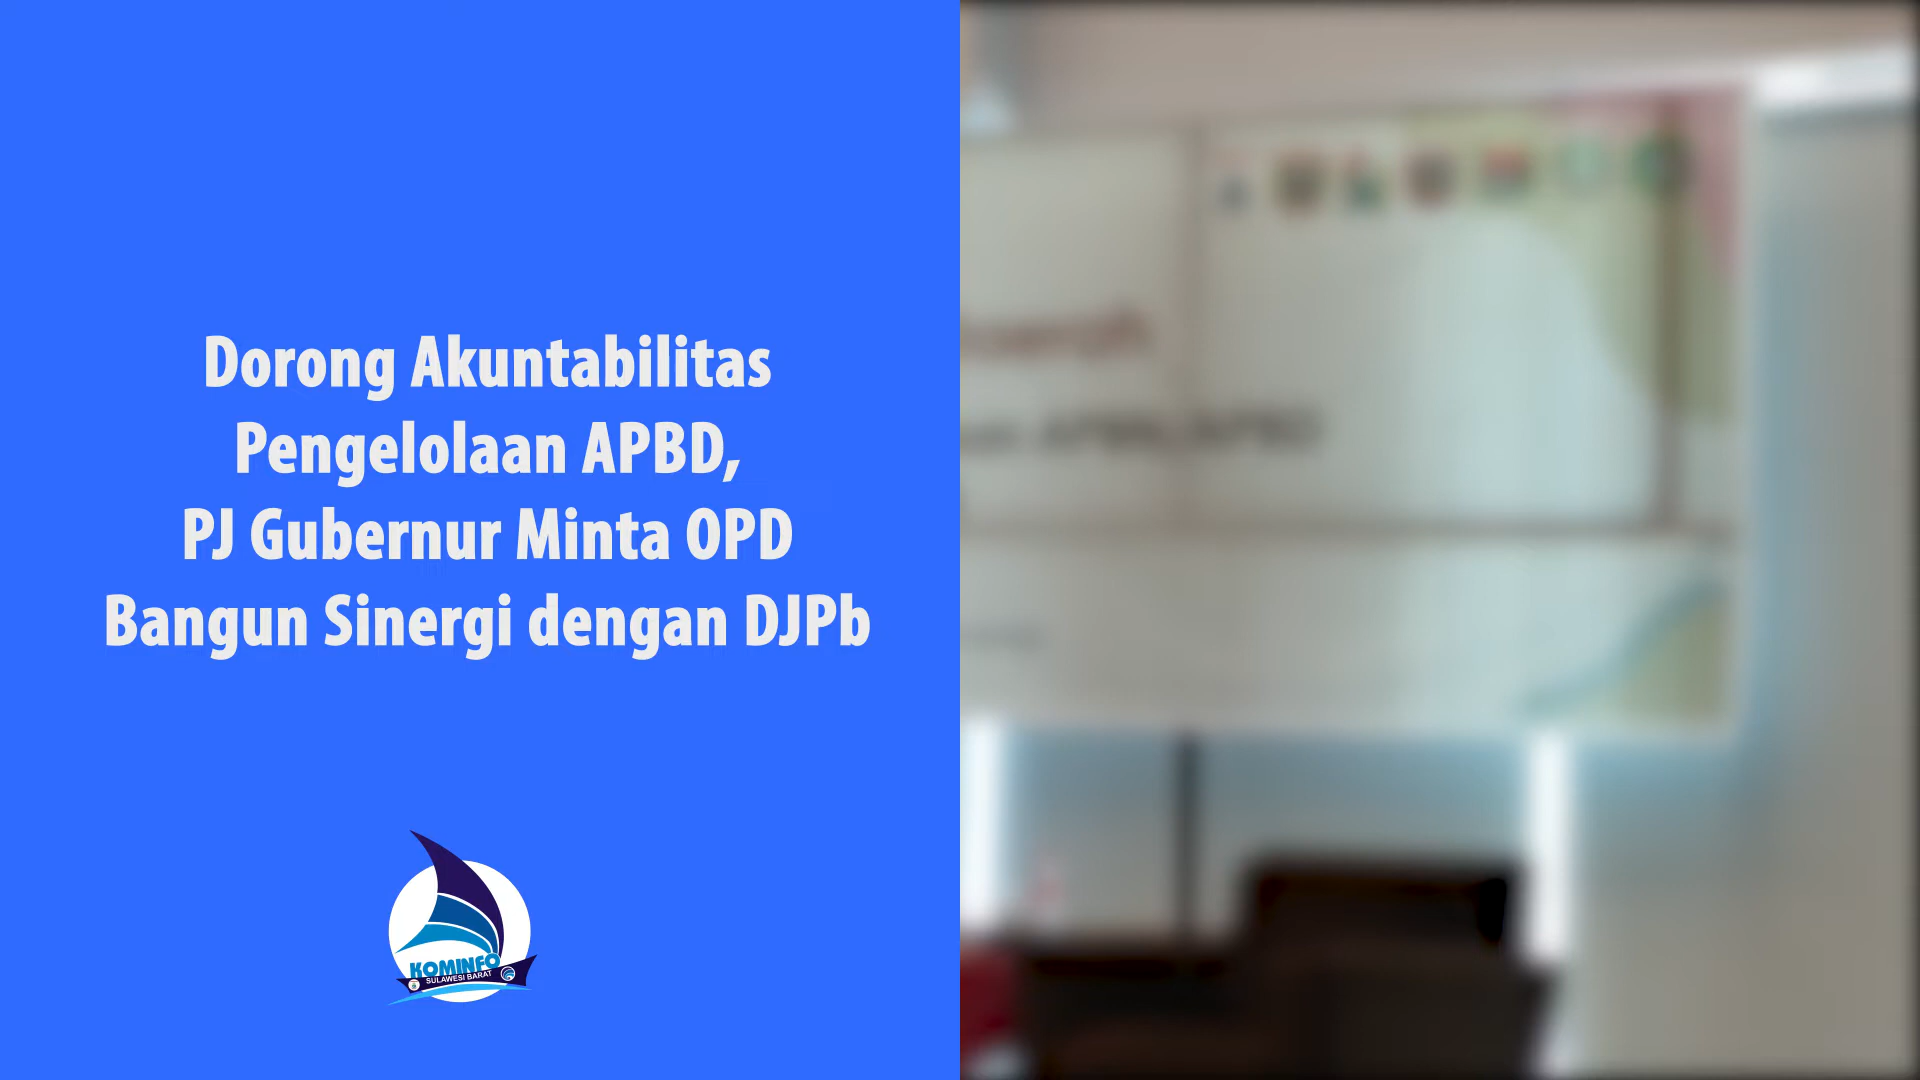 Dorong Akuntabilitas
Pengelolaan APBD,
PJ Gubernur Minta OPD
Bangun Sinergi dengan DJPb
KOMINFO
SULAWESI BARAT